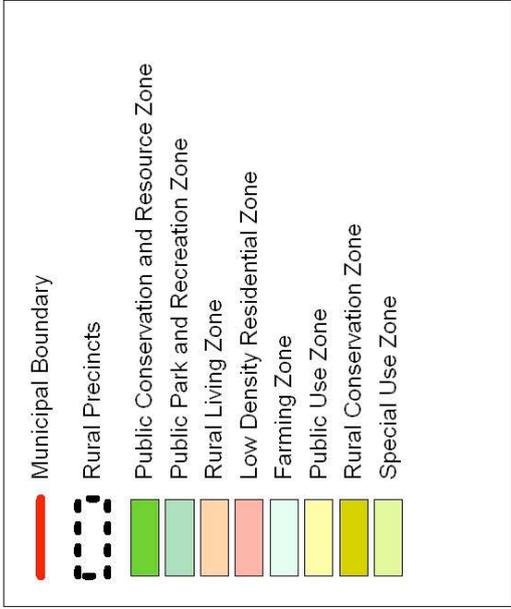 Municipal Boundary
Rural Precincts
Public Conservation and Resource Zone
Public Park and Recreation Zone
Rural Living Zone
Low Density Residential Zone
Farming Zone
Public Use Zone
Rural Conservation Zone
Special Use Zone